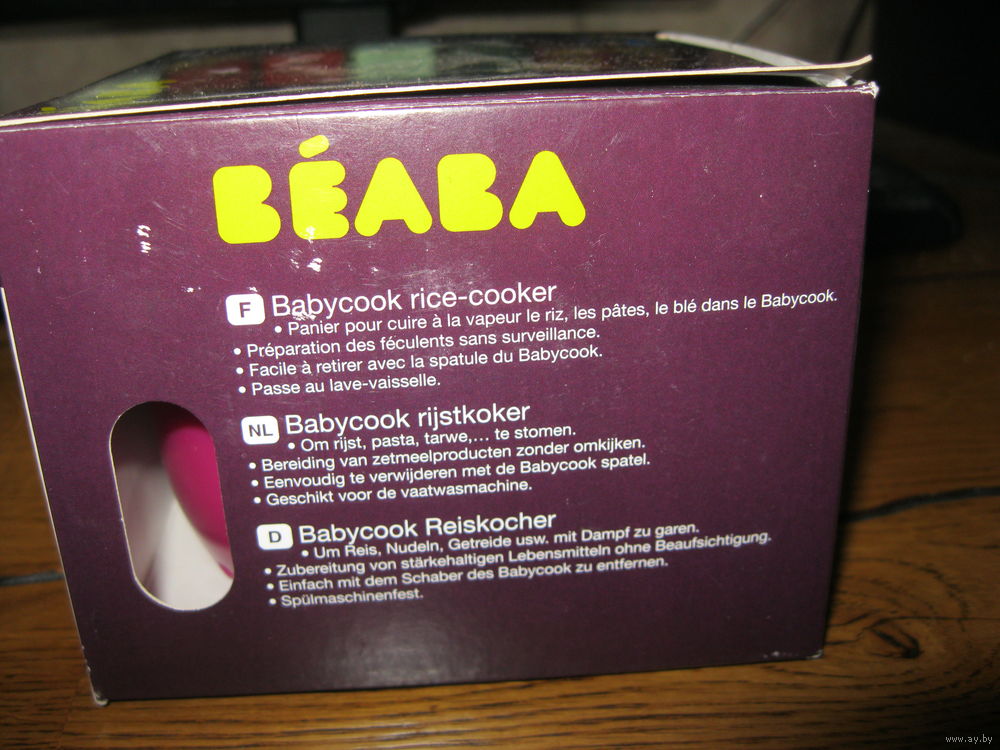 BÉABA
F Babycook rice-cooker
• Panier pour cuire à la vapeur le riz, les pâtes, le blé dans le Babycook.
• Préparation des féculents sans surveillance.
• Facile à retirer avec la spatule du Babycook.
• Passe au lave-vaisselle.
NL Babycook rijstkoker
• Om rijst, pasta, tarwe,... te stomen.
• Bereiding van zetmeelproducten zonder omkijken.
• Eenvoudig te verwijderen met de Babycook spatel.
• Geschikt voor de vaatwasmachine.
D Babycook Reiskocher
• Um Reis, Nudeln, Getreide usw. mit Dampf zu garen.
• Zubereitung von stärkehaltigen Lebensmitteln ohne Beaufsichtigung.
• Einfach mit dem Schaber des Babycook zu entfernen.
• Spülmaschinenfest.
www.ay.by